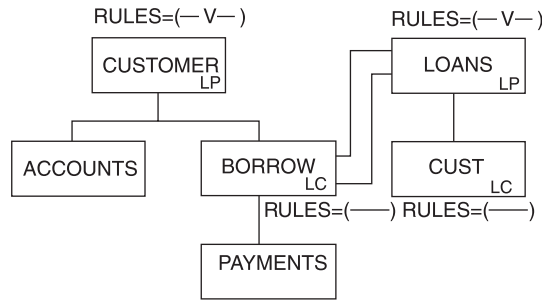 RULES=(— V— )
CUSTOMER
LP
ACCOUNTS
BORROW
LC
RULES=(——)
PAYMENTS
RULES=(— V— )
LOANS
LP
CUST
LC
RULES=(——)